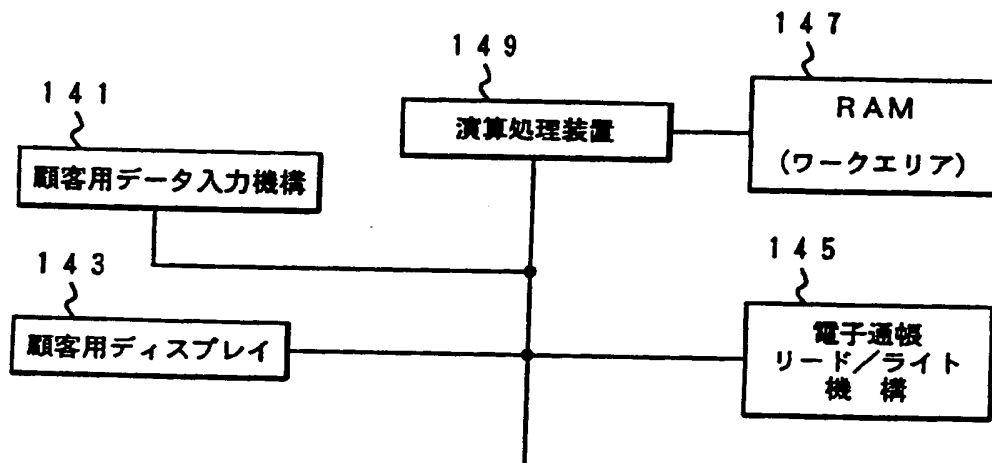 147
149
RAM
(ワークエリア)
演算処理装置
141
顧客用データ入力機構
143
145
顧客用ディスプレイ
電子通帳
リード/ライト
機 構